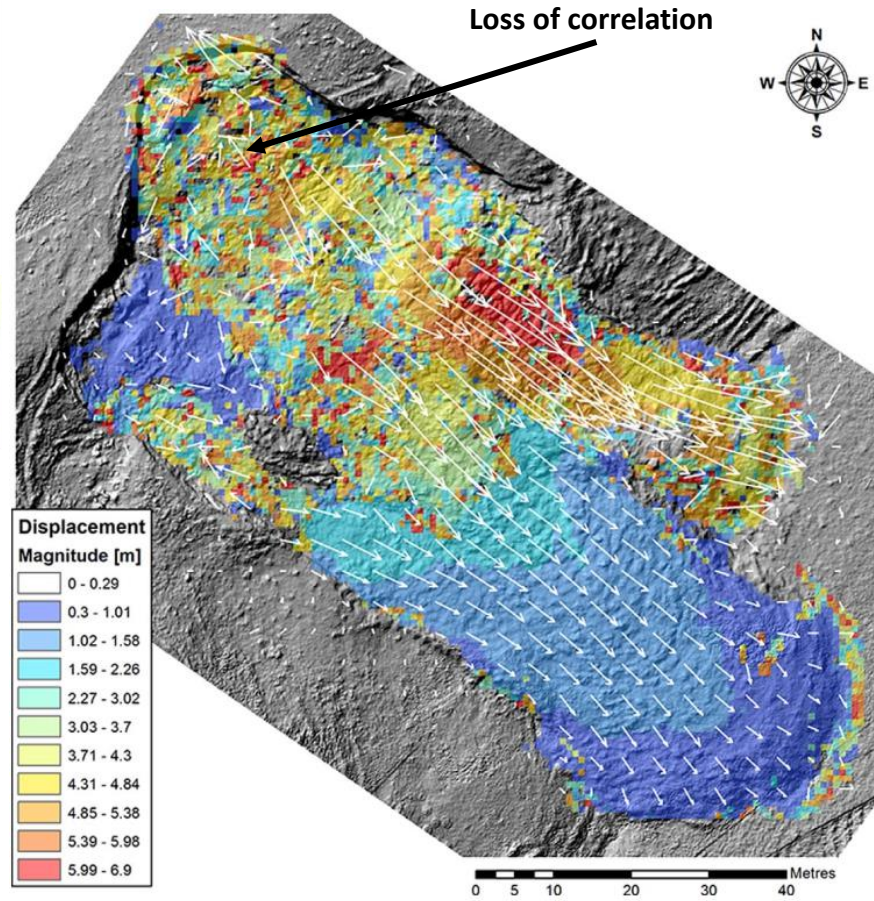 Loss of correlation
N
W E
S
Displacement
Magnitude [m]
0 - 0.29
0.3 - 1.01
1.02 - 1.58
1.59 - 2.26
2.27 - 3.02
3.03 - 3.7
3.71 - 4.3
4.31 - 4.84
4.85 - 5.38
5.39 - 5.98
5.99 - 6.9
Metres
0 5 10 20 30 40